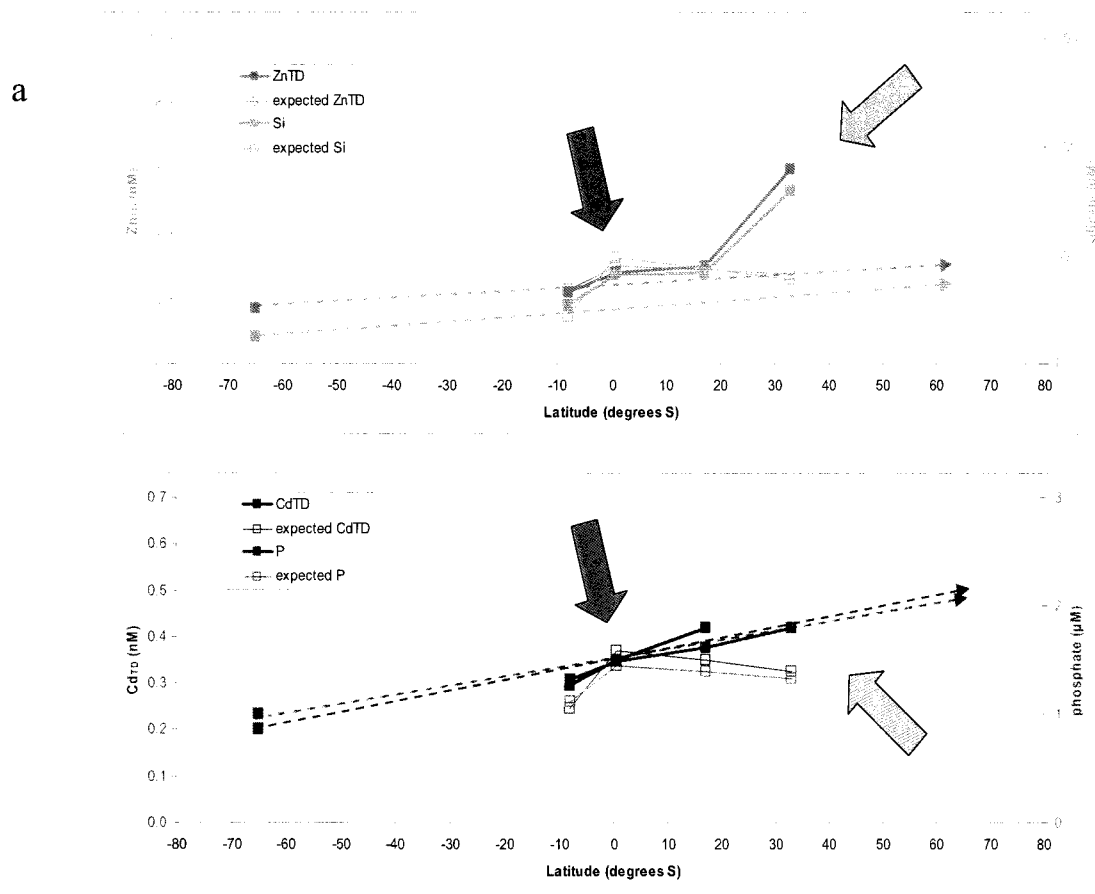 a
ZnTD
expected ZnTD
Si
expected Si
-80 -70 -60 -50 -40 -30 -20 -10 0 10 20 30 40 50 60 70 80
Latitude (degrees S)
CdTD
expected CdTD
P
expected P
0.7
0.6
0.5
0.4
0.3
0.2
0.1
0.0
CdTD (nM)
3
2
1
0
phosphate (µM)
-80 -70 -60 -50 -40 -30 -20 -10 0 10 20 30 40 50 60 70 80
Latitude (degrees S)